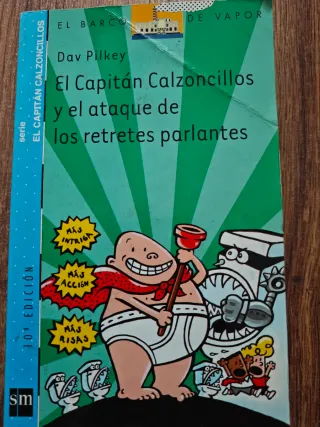 EL BARCO DE VAPOR
Dav Pilkey
El Capitán Calzoncillos
y el ataque de
los retretes parlantes
serie
EL CAPITÁN CALZONCILLOS
MÁS
INTRIGA
MÁS
ACCIÓN
MÁS
RISAS
10ª EDICIÓN
sm